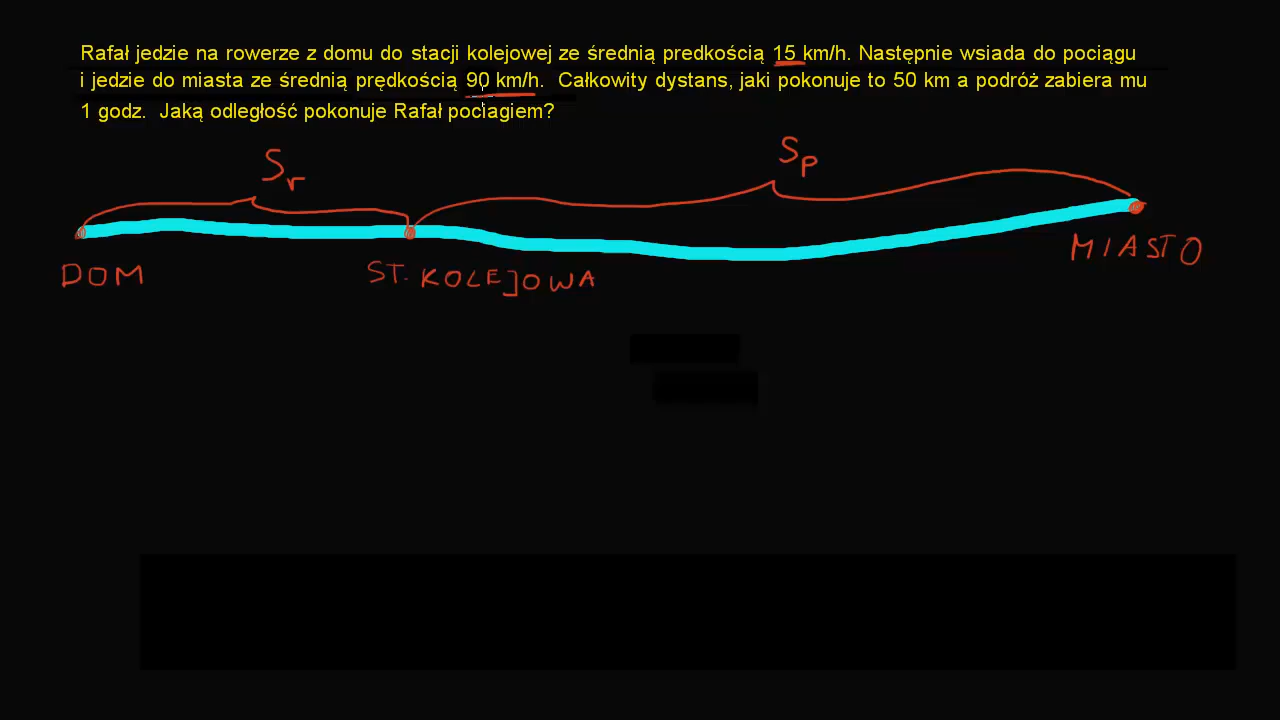 Rafał jedzie na rowerze z domu do stacji kolejowej ze średnią predkością 15 km/h. Następnie wsiada do pociągu
i jedzie do miasta ze średnią prędkością 90 km/h. Całkowity dystans, jaki pokonuje to 50 km a podróż zabiera mu
1 godz. Jaką odległość pokonuje Rafał pociagiem?
Sr
Sp
DOM
ST. KOLEJOWA
MIASTO